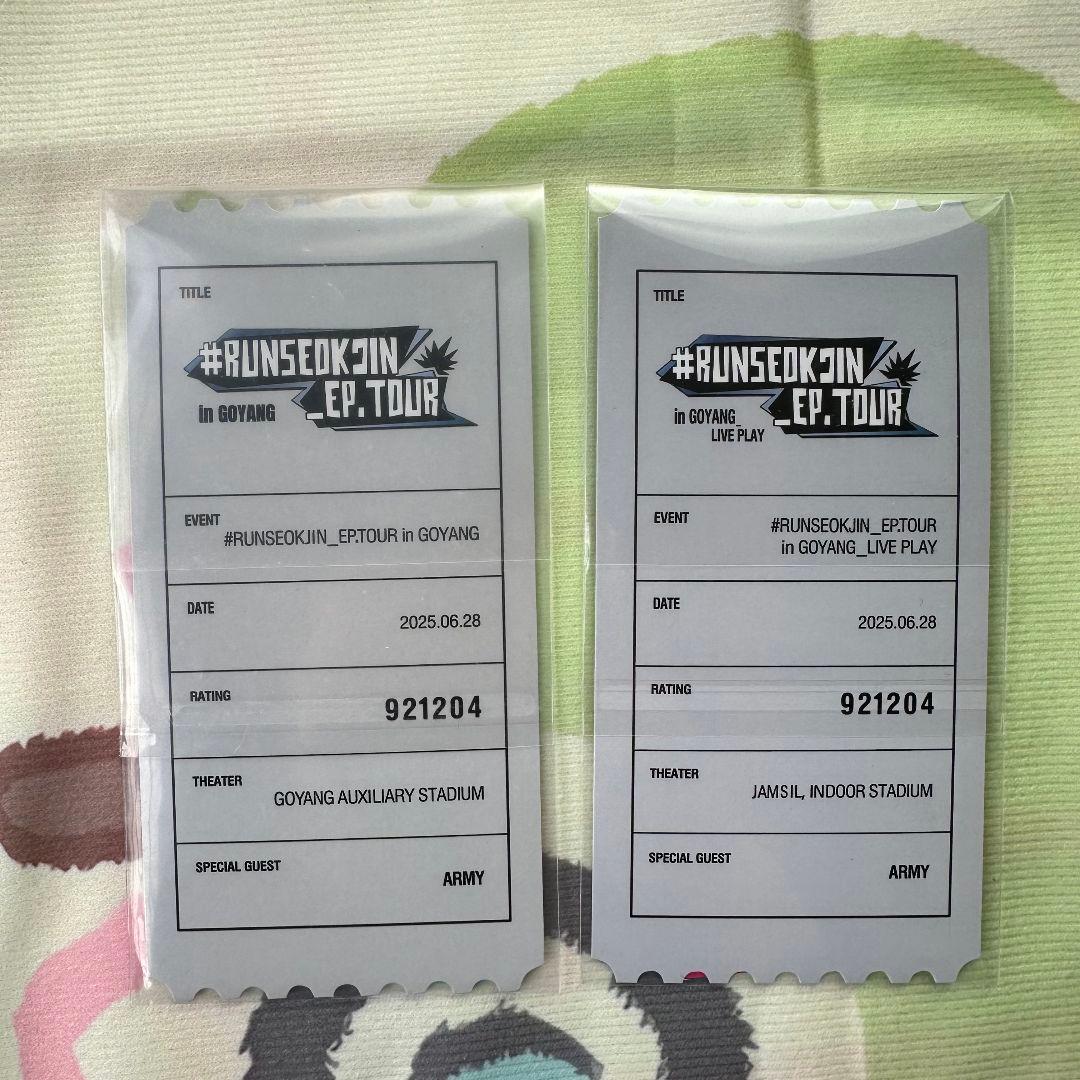 TITLE
#RUNSEOKJIN
_EP.TOUR
in GOYANG
EVENT
#RUNSEOKJIN_EP.TOUR in GOYANG
DATE
2025.06.28
RATING
921204
THEATER
GOYANG AUXILIARY STADIUM
SPECIAL GUEST
ARMY
TITLE
#RUNSEOKJIN
_EP.TOUR
in GOYANG_
LIVE PLAY
EVENT
#RUNSEOKJIN_EP.TOUR
in GOYANG_LIVE PLAY
DATE
2025.06.28
RATING
921204
THEATER
JAMSIL, INDOOR STADIUM
SPECIAL GUEST
ARMY